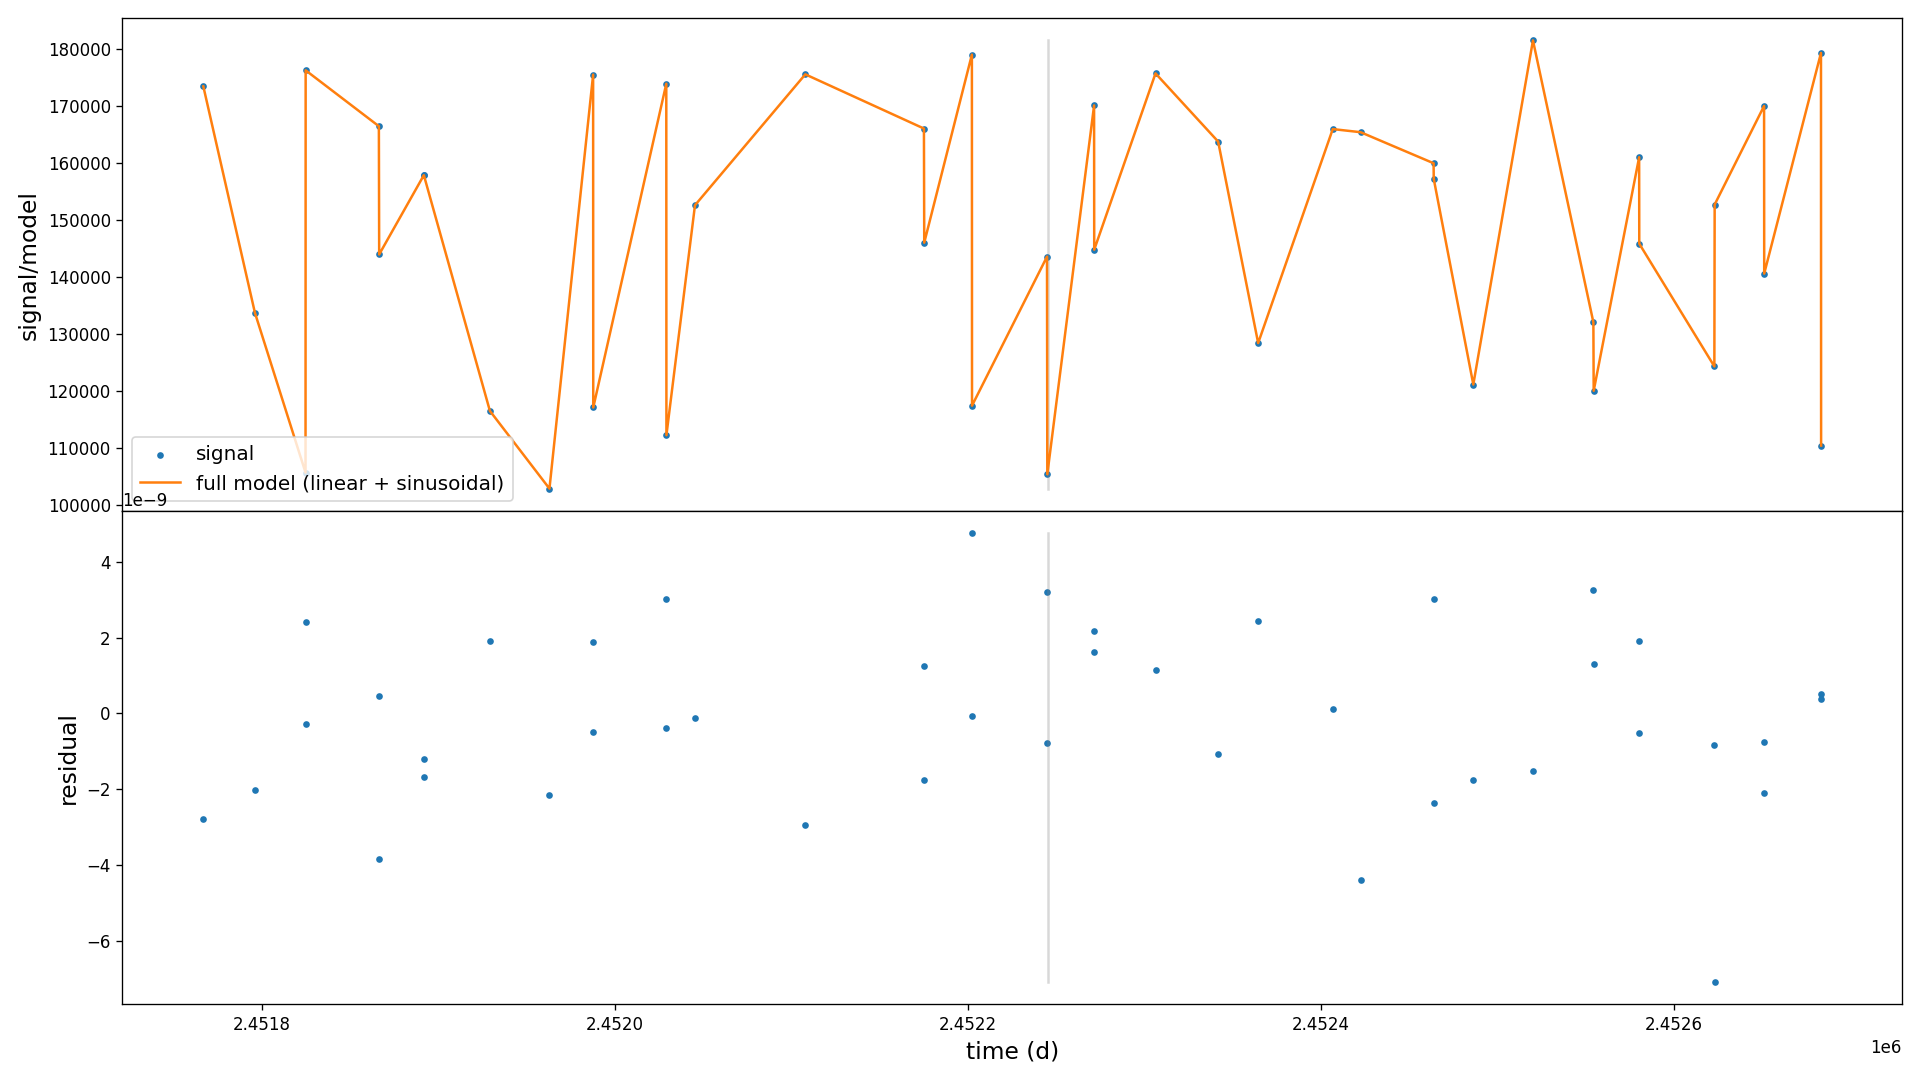 180000
170000
160000
150000
140000
130000
120000
110000
100000
signal/model
signal
full model (linear + sinusoidal)
1e−9
4
2
0
−2
−4
−6
residual
2.4518 2.4520 2.4522 2.4524 2.4526
time (d)
1e6